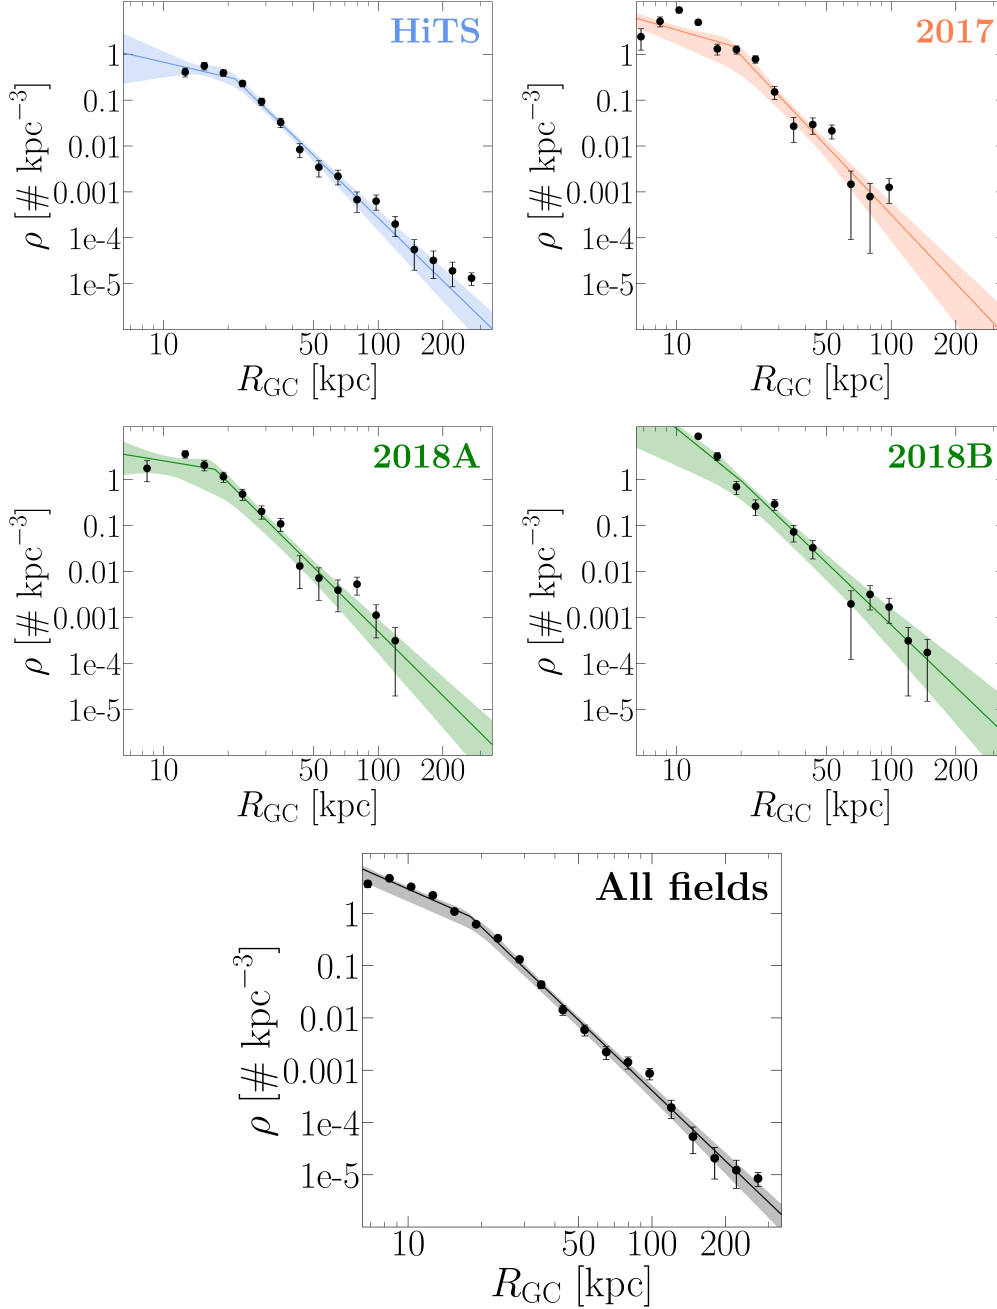 HiTS
1
0.1
0.01
0.001
1e-4
1e-5
ρ [# kpc⁻³]
10 50 100 200
R_GC [kpc]
2017
1
0.1
0.01
0.001
1e-4
1e-5
ρ [# kpc⁻³]
10 50 100 200
R_GC [kpc]
2018A
1
0.1
0.01
0.001
1e-4
1e-5
ρ [# kpc⁻³]
10 50 100 200
R_GC [kpc]
2018B
1
0.1
0.01
0.001
1e-4
1e-5
ρ [# kpc⁻³]
10 50 100 200
R_GC [kpc]
All fields
1
0.1
0.01
0.001
1e-4
1e-5
ρ [# kpc⁻³]
10 50 100 200
R_GC [kpc]